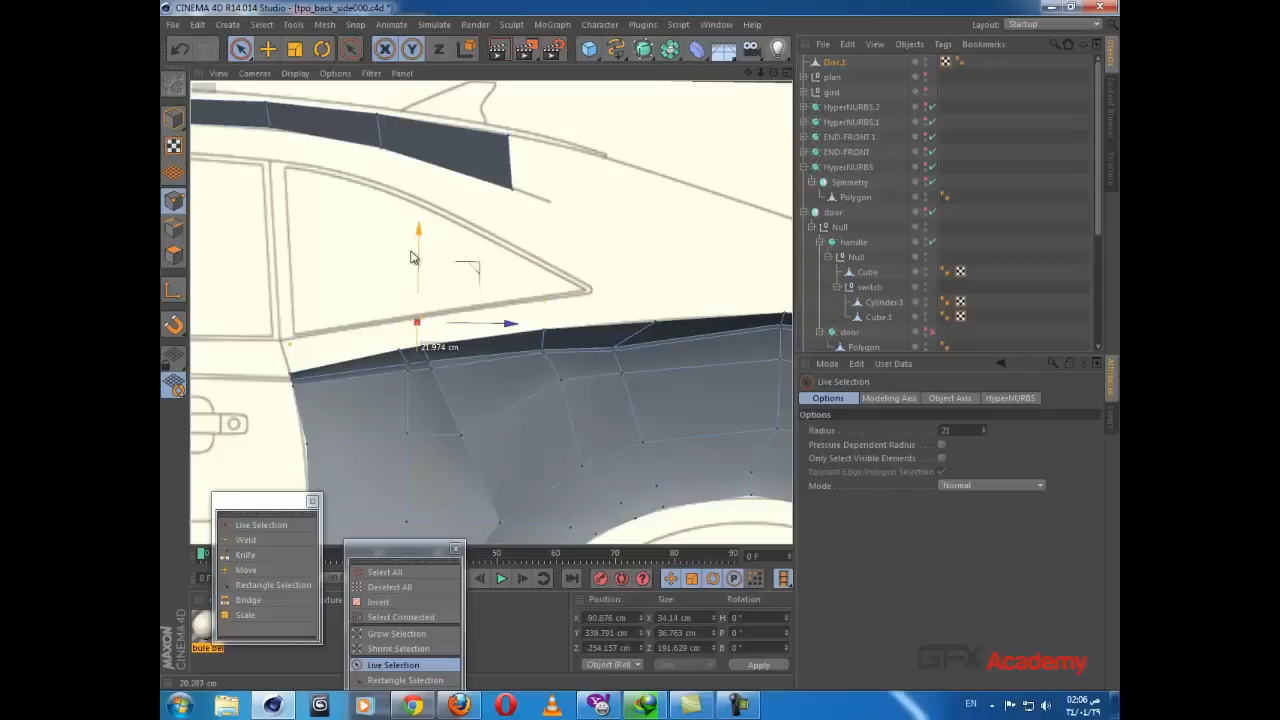 CINEMA 4D R14.014 Studio - [tpo_back_side000.c4d *]
File Edit Create Select Tools Mesh Snap Animate Simulate Render Sculpt MoGraph Character Plugins Script Window Help Layout: Startup
View Cameras Display Options Filter Panel
File Edit View Objects Tags Bookmarks
Disc.1
plan
gird
HyperNURBS.2
HyperNURBS.1
END-FRONT.1
END-FRONT
HyperNURBS
Symmetry
Polygon
door
Null
handle
Null
Cube
switch
Cylinder.1
Cube.1
door
Polygon
21.974 cm
Mode Edit User Data
Live Selection
Options Modeling Axis Object Axis HyperNURBS
Options
Radius 21
Pressure Dependent Radius
Only Select Visible Elements
Tolerant Edge/Polygon Selection
Mode Normal
Live Selection
Weld
Knife
Move
Rectangle Selection
Bridge
Scale
Select All
Deselect All
Invert
Select Connected
Grow Selection
Shrink Selection
Live Selection
Rectangle Selection
50 60 70 80 90 0 F
Position Size Rotation
X -90.876 cm X 34.14 cm H 0 °
Y 339.791 cm Y 36.763 cm P 0 °
Z -254.157 cm Z 191.629 cm B 0 °
Object (Rel) Size Apply
MAXON CINEMA 4D
20.287 cm
GFX Academy
EN
02:06 ص